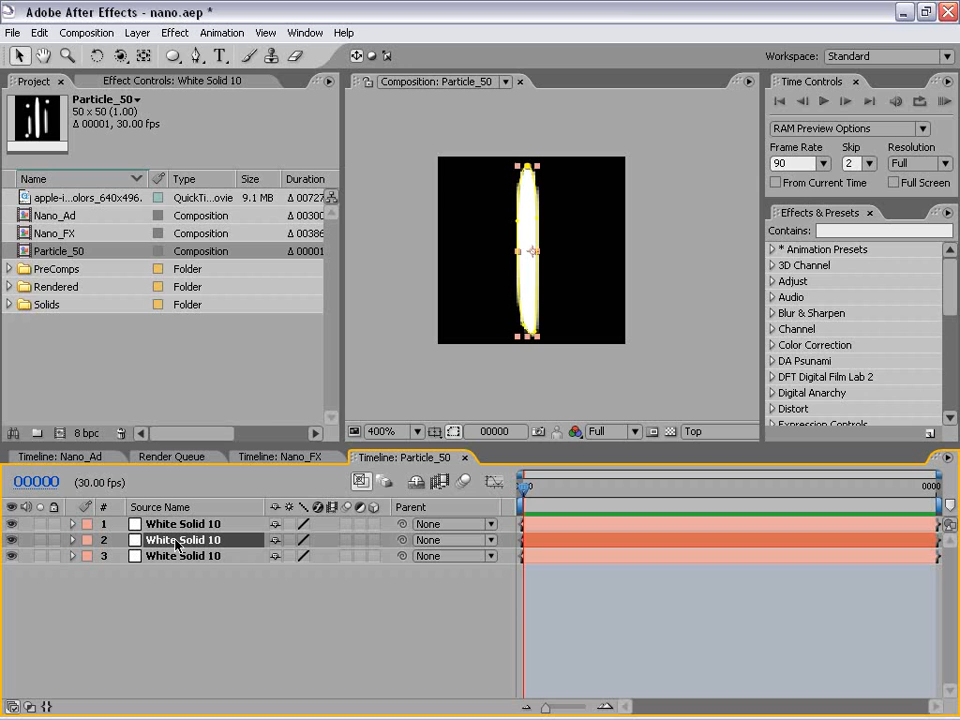 Adobe After Effects - nano.aep *
File Edit Composition Layer Effect Animation View Window Help
Workspace: Standard
Project Effect Controls: White Solid 10
Particle_50
50 x 50 (1.00)
Δ 00001, 30.00 fps
Name Type Size Duration
apple-i...olors_640x496. QuickTi...ovie 9.1 MB Δ 00727
Nano_Ad Composition Δ 00300
Nano_FX Composition Δ 00386
Particle_50 Composition Δ 00001
PreComps Folder
Rendered Folder
Solids Folder
8 bpc
Composition: Particle_50
400% 00000 Full Top
Time Controls
RAM Preview Options
Frame Rate Skip Resolution
90 2 Full
From Current Time Full Screen
Effects & Presets
Contains:
* Animation Presets
3D Channel
Adjust
Audio
Blur & Sharpen
Channel
Color Correction
DA Psunami
DFT Digital Film Lab 2
Digital Anarchy
Distort
Expression Controls
Timeline: Nano_Ad Render Queue Timeline: Nano_FX Timeline: Particle_50
00000 (30.00 fps)
0 0000
# Source Name Parent
1 White Solid 10 None
2 White Solid 10 None
3 White Solid 10 None